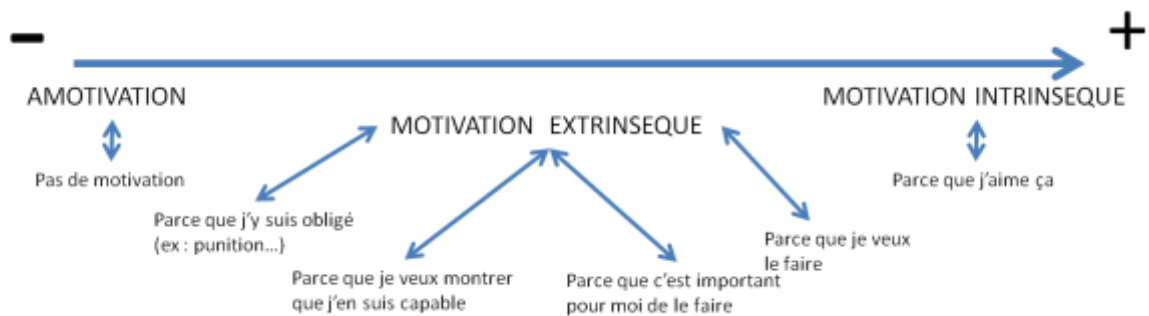 – +
AMOTIVATION MOTIVATION INTRINSEQUE
MOTIVATION EXTRINSEQUE
Pas de motivation
Parce que j'aime ça
Parce que j'y suis obligé
(ex : punition...)
Parce que je veux montrer
que j'en suis capable
Parce que c'est important
pour moi de le faire
Parce que je veux
le faire